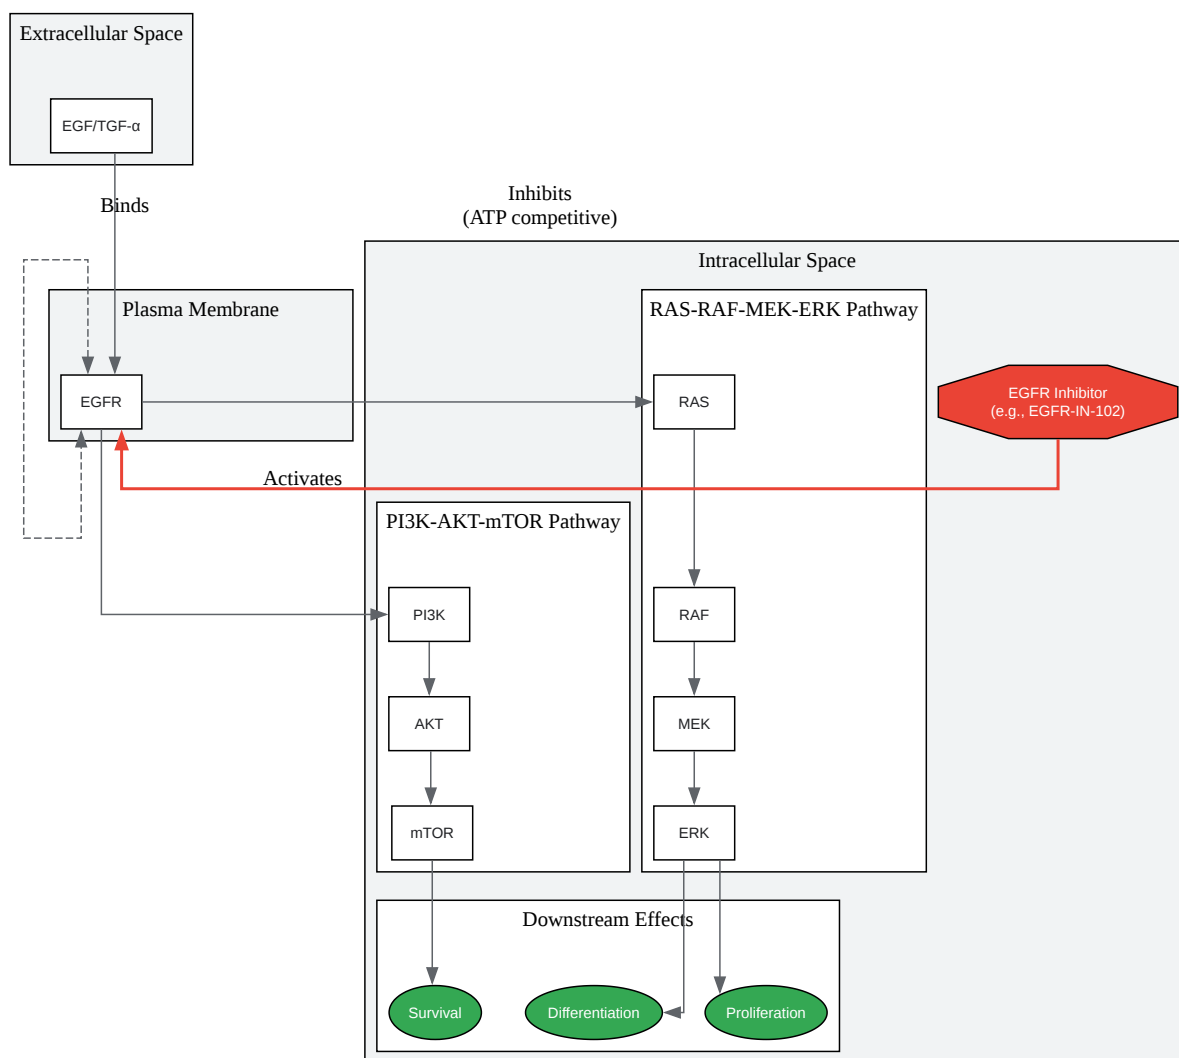 Extracellular Space
EGF/TGF-α
Binds
Inhibits
(ATP competitive)
Intracellular Space
Plasma Membrane
RAS-RAF-MEK-ERK Pathway
EGFR
RAS
EGFR Inhibitor
(e.g., EGFR-IN-102)
Activates
PI3K-AKT-mTOR Pathway
PI3K
RAF
AKT
MEK
mTOR
ERK
Downstream Effects
Survival
Differentiation
Proliferation